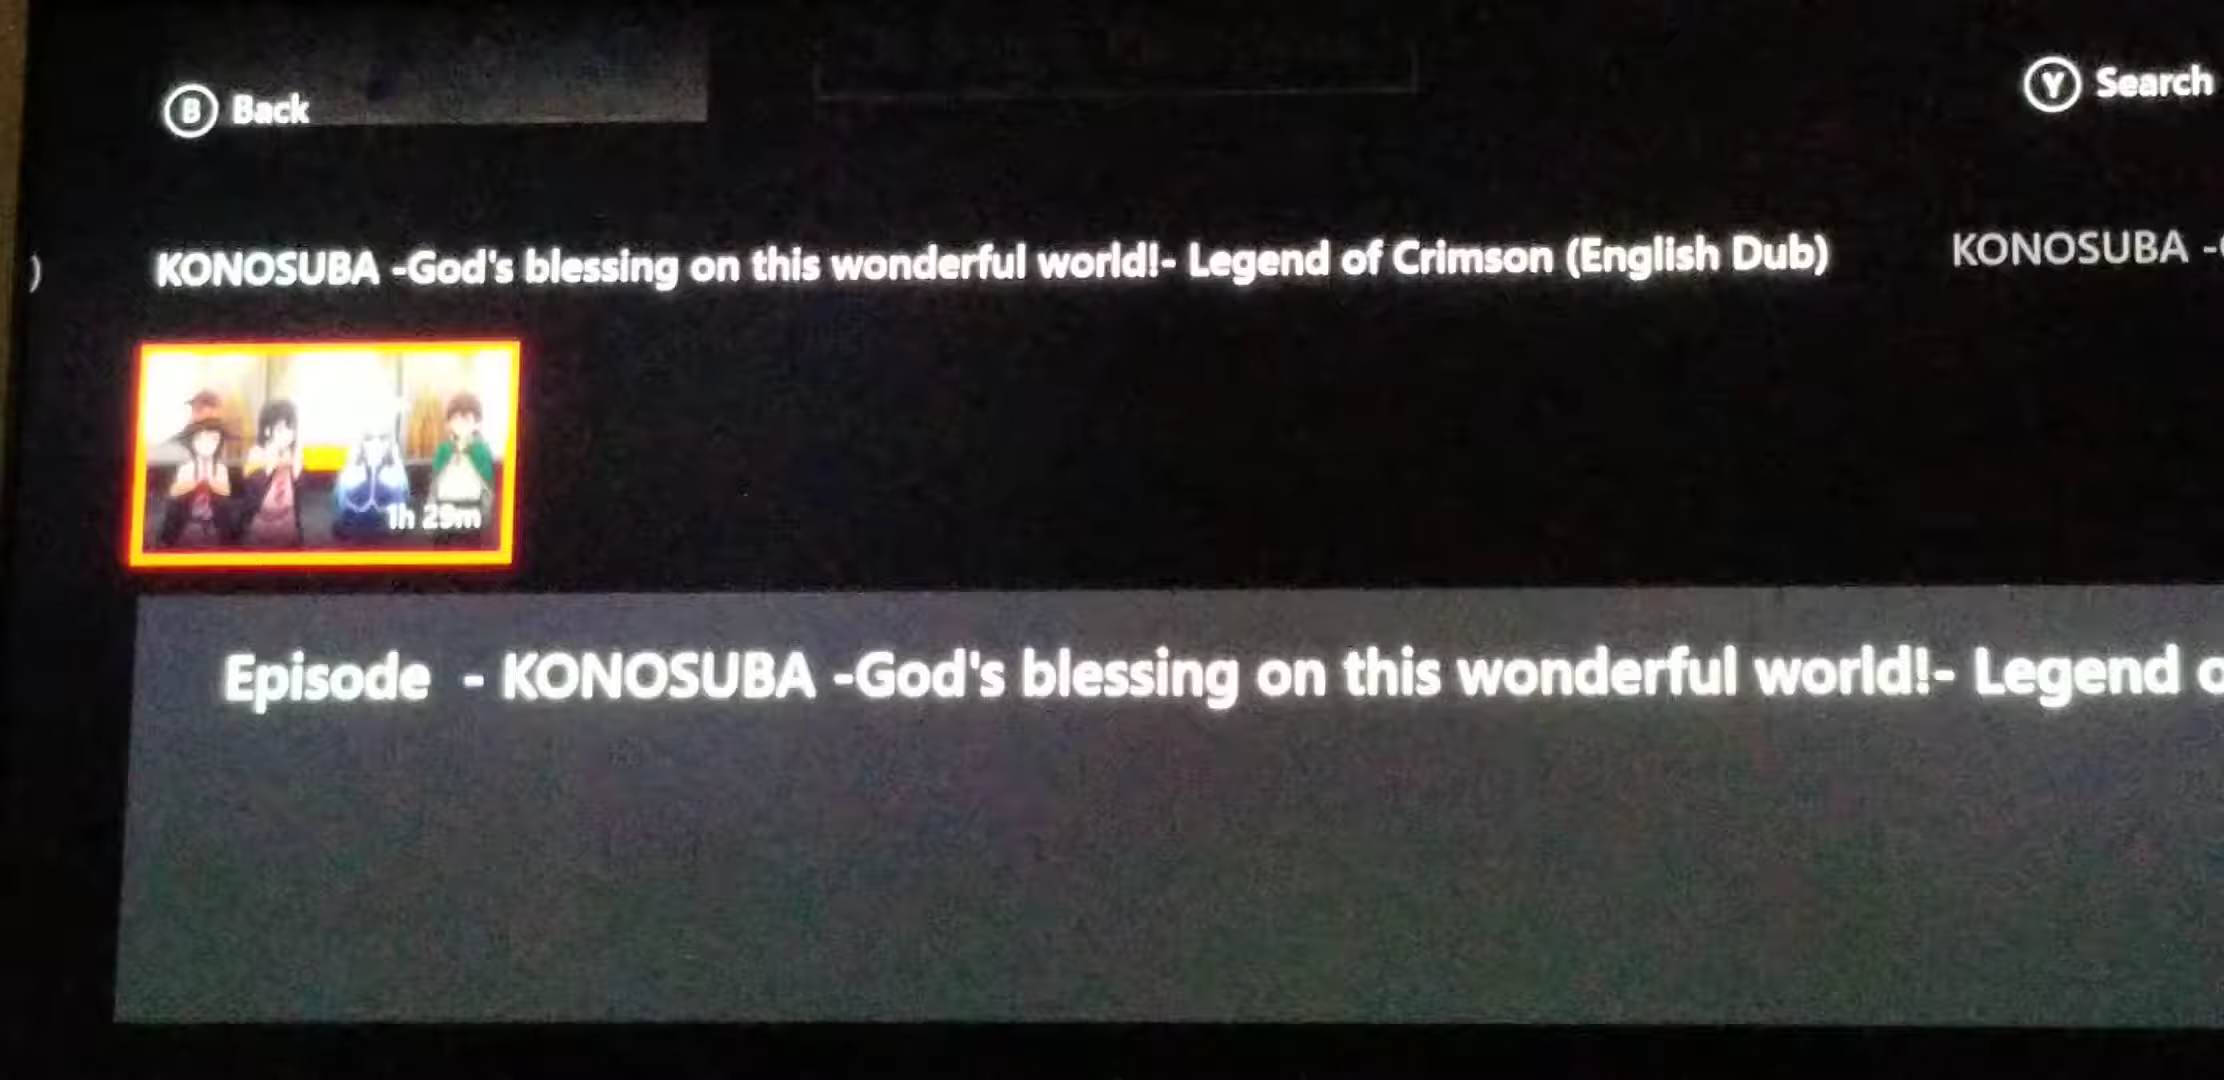 B Back
Y Search
) KONOSUBA -God's blessing on this wonderful world!- Legend of Crimson (English Dub) KONOSUBA -
1h 29m
Episode - KONOSUBA -God's blessing on this wonderful world!- Legend o